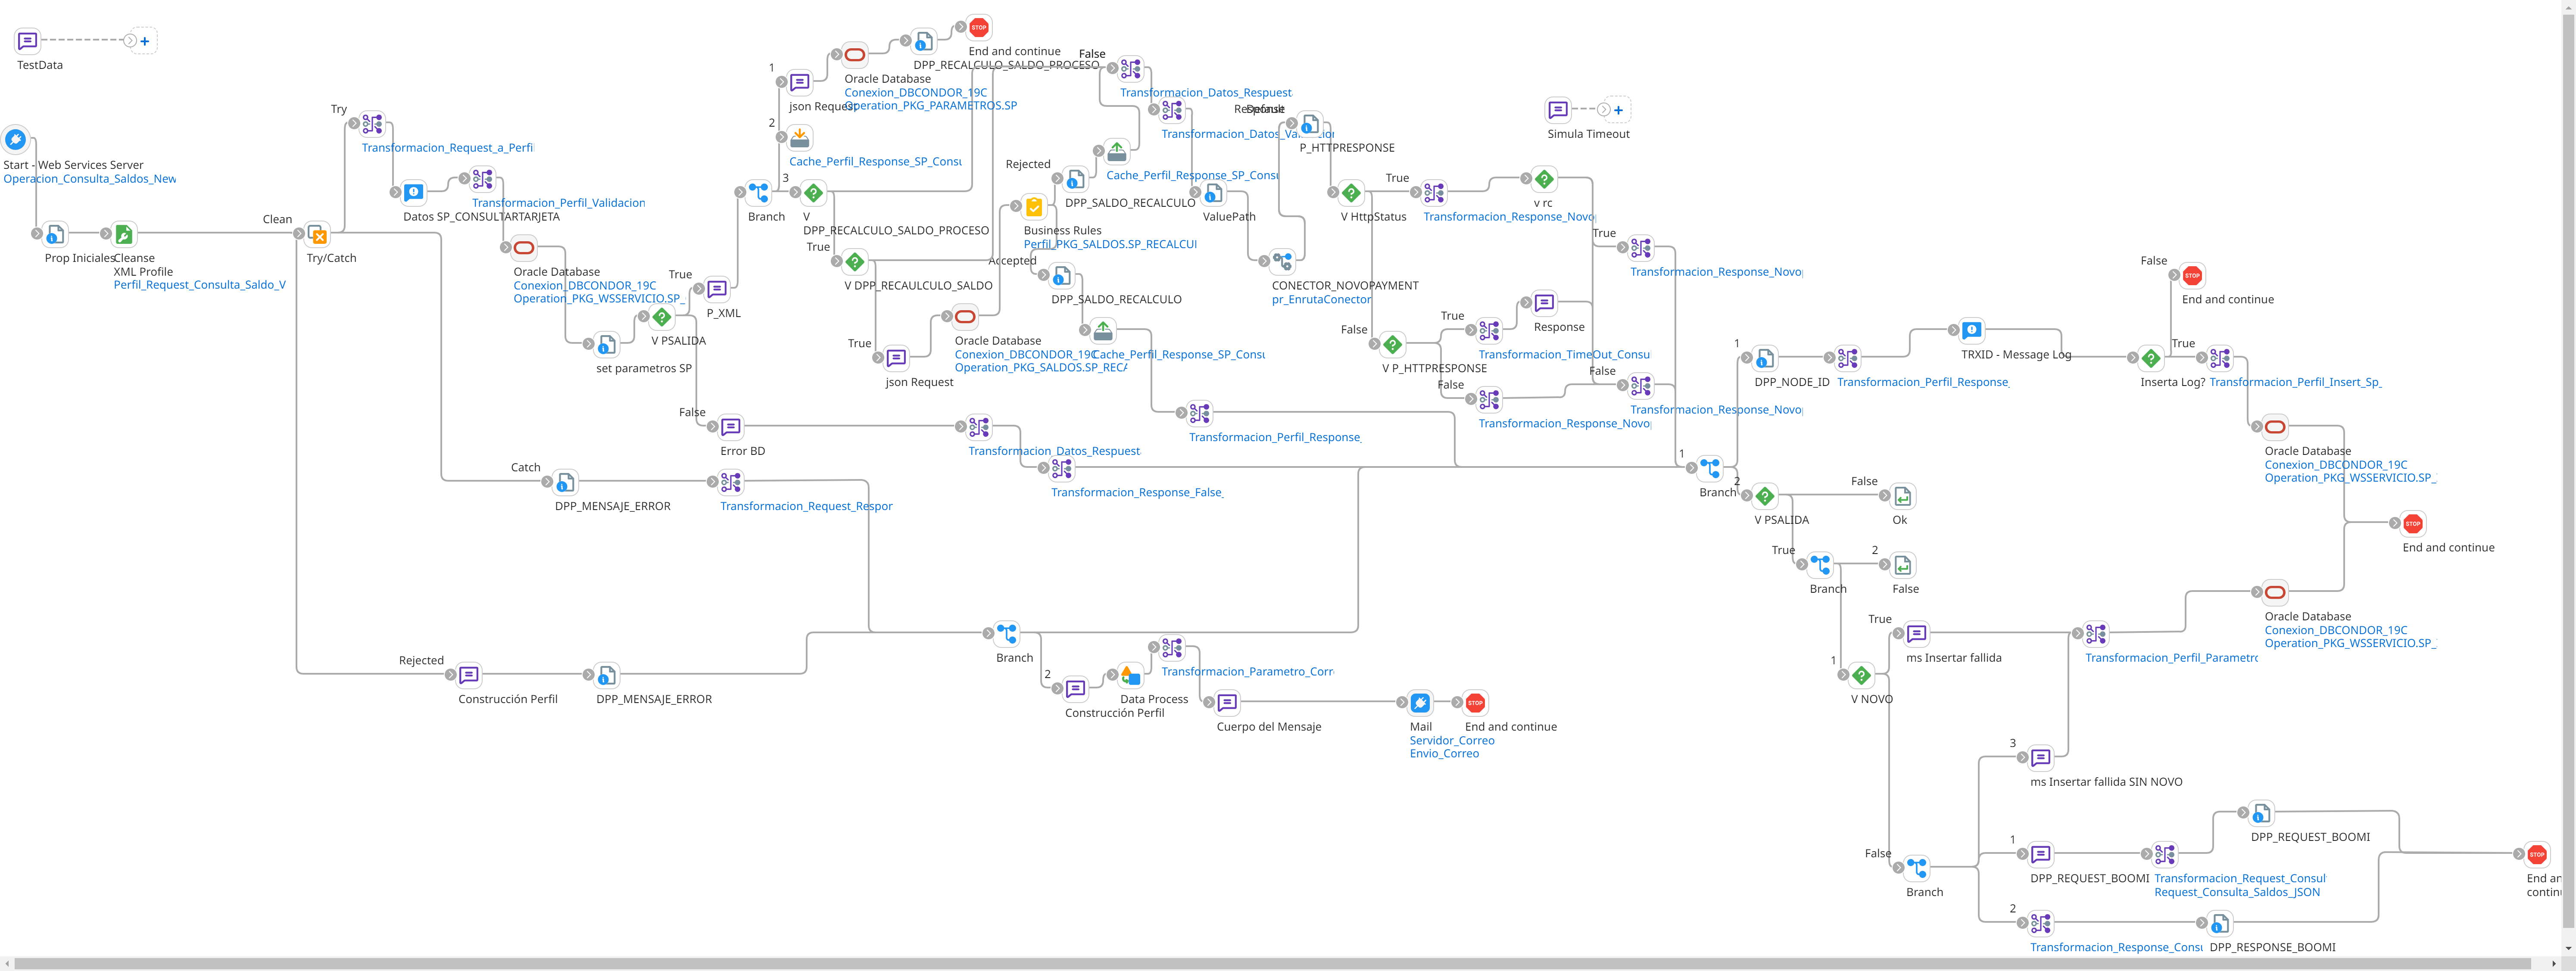 TestData
Start - Web Services Server
Operacion_Consulta_Saldos_New
Prop Iniciales
Cleanse
XML Profile
Perfil_Request_Consulta_Saldo_V
Clean
Try/Catch
Try
Transformacion_Request_a_Perfi
Datos SP_CONSULTARTARJETA
Transformacion_Perfil_Validacion
Oracle Database
Conexion_DBCONDOR_19C
Operation_PKG_WSSERVICIO.SP_
set parametros SP
V PSALIDA
True
P_XML
Branch
1
json Request
Oracle Database
Conexion_DBCONDOR_19C
Operation_PKG_PARAMETROS.SP
DPP_RECALCULO_SALDO_PROCESO
STOP
End and continue
2
Cache_Perfil_Response_SP_Consu
3
V
DPP_RECALCULO_SALDO_PROCESO
True
V DPP_RECAULCULO_SALDO
True
json Request
Oracle Database
Conexion_DBCONDOR_19C
Operation_PKG_SALDOS.SP_RECA
Business Rules
Perfil_PKG_SALDOS.SP_RECALCUI
Rejected
DPP_SALDO_RECALCULO
Cache_Perfil_Response_SP_Consu
Accepted
DPP_SALDO_RECALCULO
Cache_Perfil_Response_SP_Consu
Transformacion_Perfil_Response_
False
Transformacion_Datos_Respuest
Transformacion_Datos_Validacion
ValuePath
CONECTOR_NOVOPAYMENT
pr_EnrutaConector
Response
Default
P_HTTPRESPONSE
V HttpStatus
True
Transformacion_Response_Novo
v rc
True
Transformacion_Response_Novo
False
Transformacion_Response_Novo
False
V P_HTTPRESPONSE
True
Transformacion_TimeOut_Consu
Response
False
Transformacion_Response_Novo
Simula Timeout
False
Error BD
Transformacion_Datos_Respuest
Transformacion_Response_False_
Catch
DPP_MENSAJE_ERROR
Transformacion_Request_Respor
Rejected
Construcción Perfil
DPP_MENSAJE_ERROR
Branch
2
Construcción Perfil
Data Process
Transformacion_Parametro_Corr
Cuerpo del Mensaje
Mail
Servidor_Correo
Envio_Correo
STOP
End and continue
1
Branch
1
DPP_NODE_ID
Transformacion_Perfil_Response_
TRXID - Message Log
Inserta Log?
False
STOP
End and continue
True
Transformacion_Perfil_Insert_Sp_
Oracle Database
Conexion_DBCONDOR_19C
Operation_PKG_WSSERVICIO.SP_
STOP
End and continue
2
V PSALIDA
False
Ok
True
Branch
2
False
1
V NOVO
True
ms Insertar fallida
Transformacion_Perfil_Parametro
Oracle Database
Conexion_DBCONDOR_19C
Operation_PKG_WSSERVICIO.SP_
False
Branch
3
ms Insertar fallida SIN NOVO
1
DPP_REQUEST_BOOMI
Transformacion_Request_Consul
Request_Consulta_Saldos_JSON
DPP_REQUEST_BOOMI
2
Transformacion_Response_Consu
DPP_RESPONSE_BOOMI
STOP
End an
contin